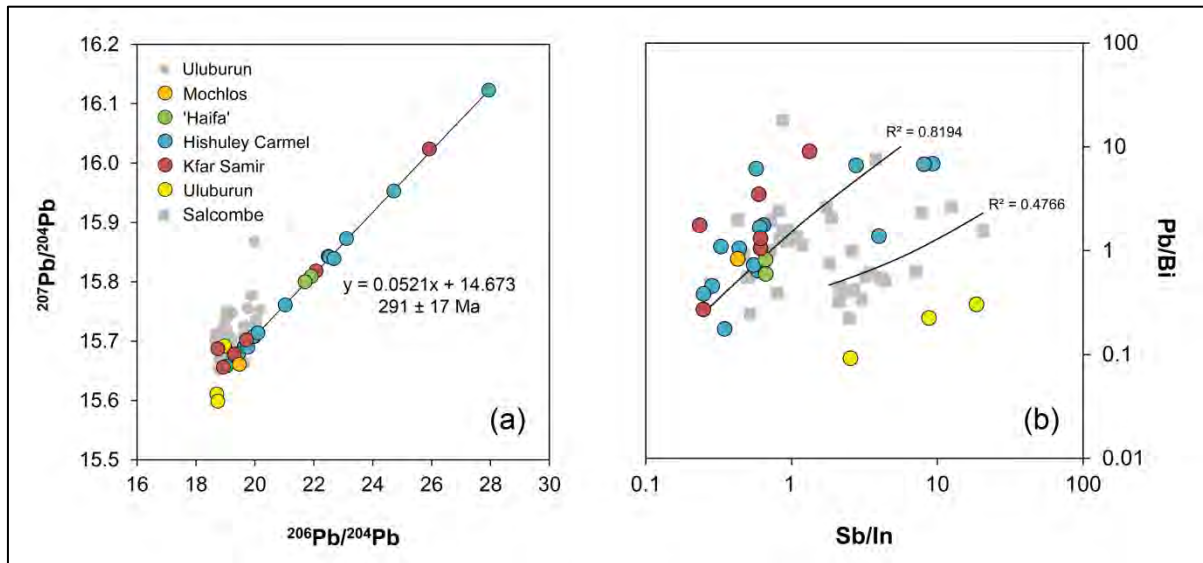 16.2
16.1
16.0
15.9
15.8
15.7
15.6
15.5
²⁰⁷Pb/²⁰⁴Pb
Uluburun
Mochlos
'Haifa'
Hishuley Carmel
Kfar Samir
Uluburun
Salcombe
y = 0.0521x + 14.673
291 ± 17 Ma
(a)
16 18 20 22 24 26 28 30
²⁰⁶Pb/²⁰⁴Pb
R² = 0.8194
R² = 0.4766
(b)
100
10
1
0.1
0.01
Pb/Bi
0.1 1 10 100
Sb/In